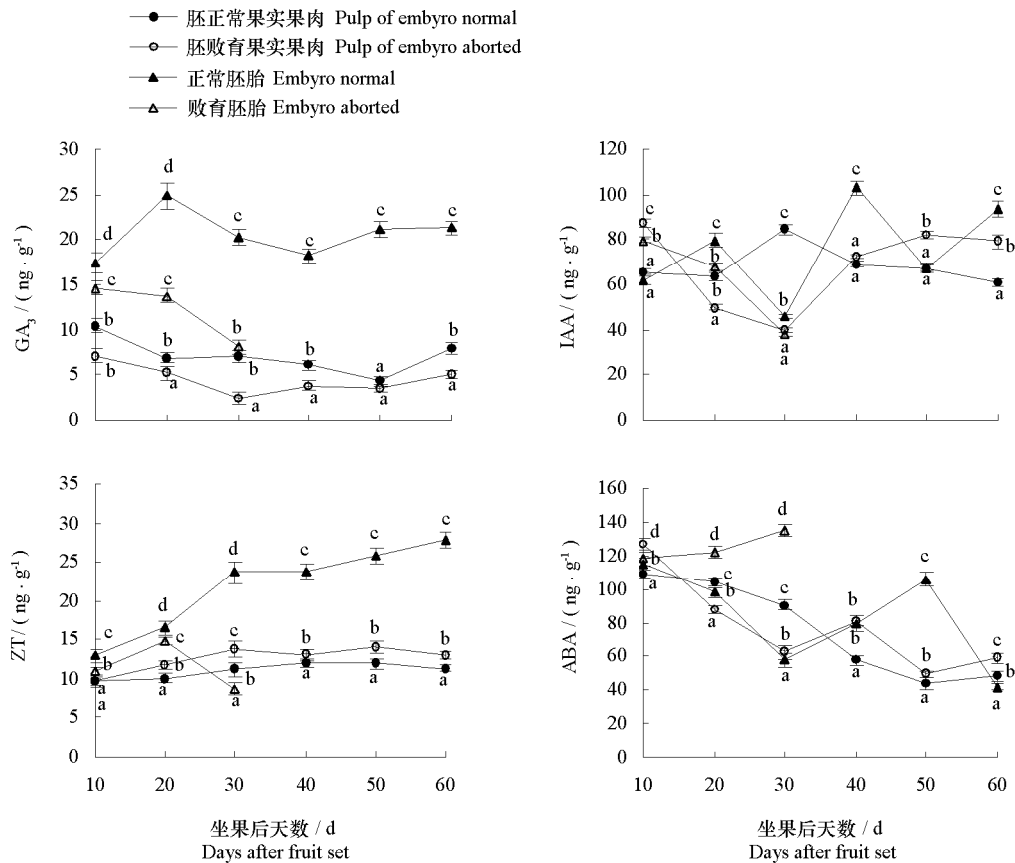 胚正常果实果肉 Pulp of embyro normal
胚败育果实果肉 Pulp of embyro aborted
正常胚胎 Embyro normal
败育胚胎 Embyro aborted
GA3 / ( ng · g-1)
30
25
20
15
10
5
0
d
d
c
c
c
c
c
b
b
b
b
b
b
a
b
a
a
a
a
a
IAA / ( ng · g-1)
120
100
80
60
40
20
0
c
b
a
a
c
b
b
a
c
b
a
a
c
a
a
b
a
c
b
a
ZT / ( ng · g-1)
35
30
25
20
15
10
5
0
c
b
a
a
d
c
b
a
d
c
b
a
c
b
a
c
b
a
c
b
a
10
20
30
40
50
60
坐果后天数 / d
Days after fruit set
ABA / ( ng · g-1)
160
140
120
100
80
60
40
20
0
d
b
a
d
c
b
a
d
c
b
a
b
b
a
c
b
a
c
b
a
10
20
30
40
50
60
坐果后天数 / d
Days after fruit set